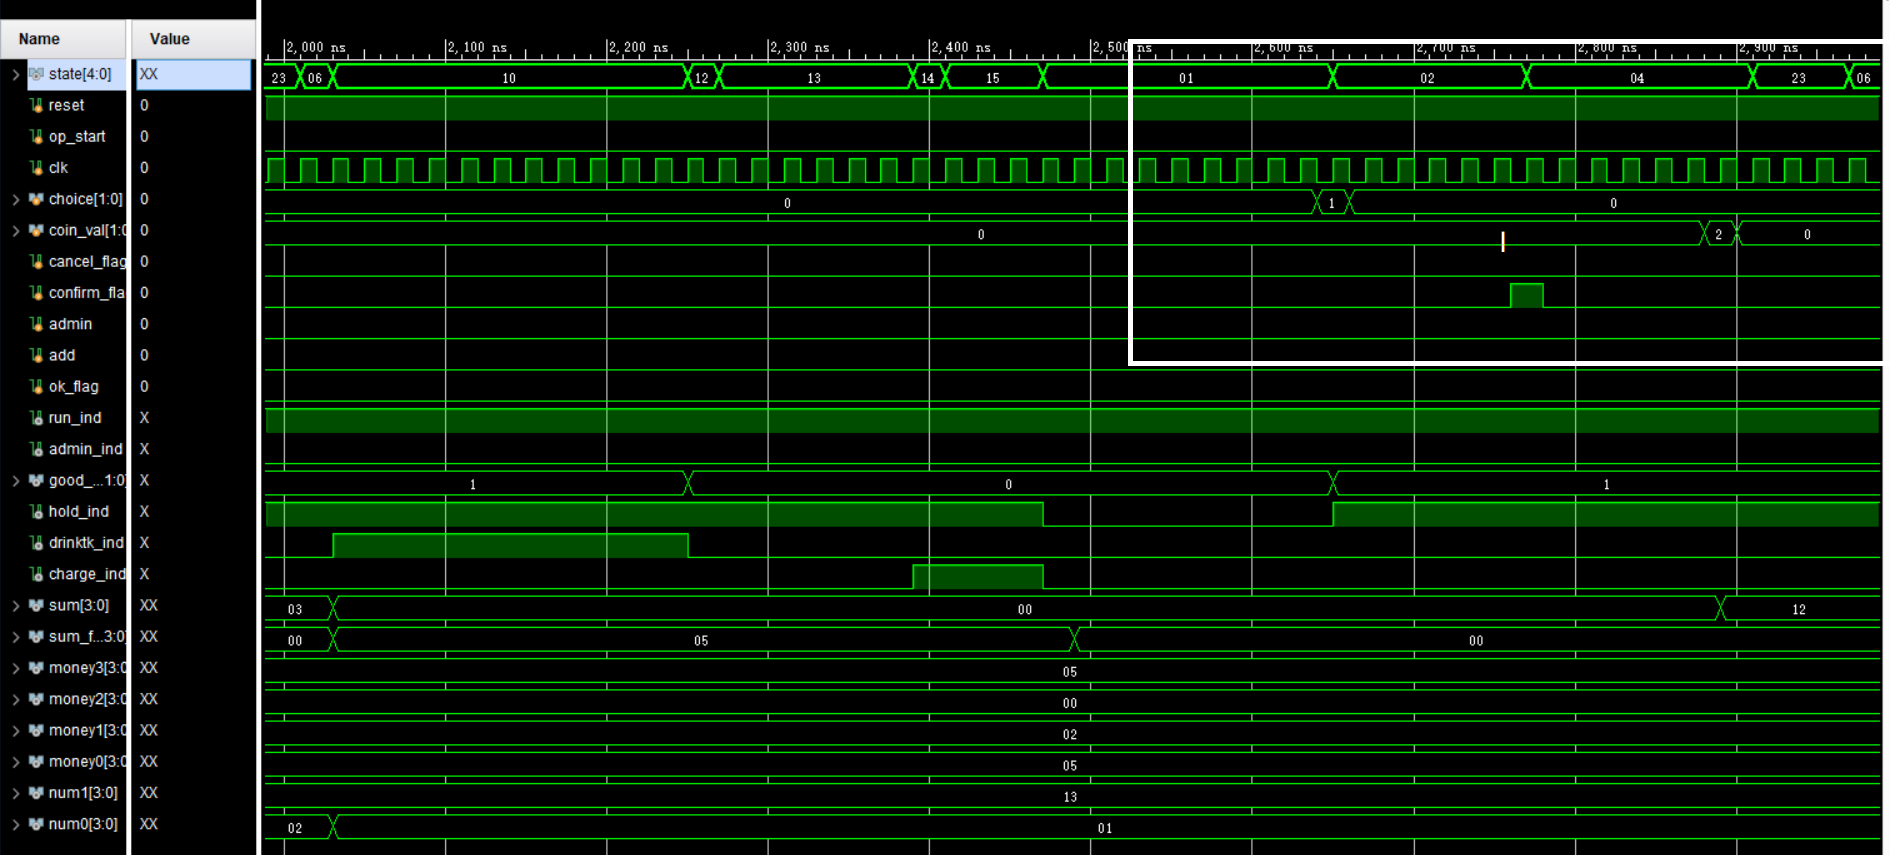 Name Value
2,000 ns 2,100 ns 2,200 ns 2,300 ns 2,400 ns 2,500 ns 2,600 ns 2,700 ns 2,800 ns 2,900 ns
state[4:0] XX 23 06 10 12 13 14 15 01 02 04 23 06
reset 0
op_start 0
clk 0
choice[1:0] 0 0 1 0
coin_val[1:0 0 0 2 0
cancel_flag 0
confirm_fla 0
admin 0
add 0
ok_flag 0
run_ind X
admin_ind X
good_...1:0] X 1 0 1
hold_ind X
drinktk_ind X
charge_ind X
sum[3:0] XX 03 00 12
sum_f...3:0] XX 00 05 00
money3[3:0 XX 05
money2[3:0 XX 00
money1[3:0 XX 02
money0[3:0 XX 05
num1[3:0] XX 13
num0[3:0] XX 02 01